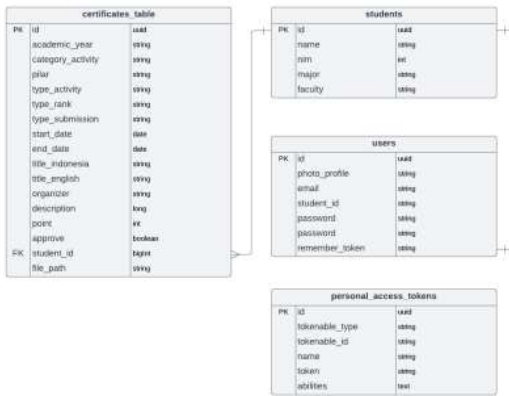 certificates_table
PK id uuid
academic_year string
category_activity string
pilar string
type_activity string
type_rank string
type_submission string
start_date date
end_date date
title_indonesia string
title_english string
organizer string
description long
point int
approve boolean
FK student_id bigint
file_path string
students
PK id uuid
name string
nim int
major string
faculty string
users
PK id uuid
photo_profile string
email string
student_id string
password string
password string
remember_token string
personal_access_tokens
PK id uuid
tokenable_type string
tokenable_id string
name string
token string
abilities text